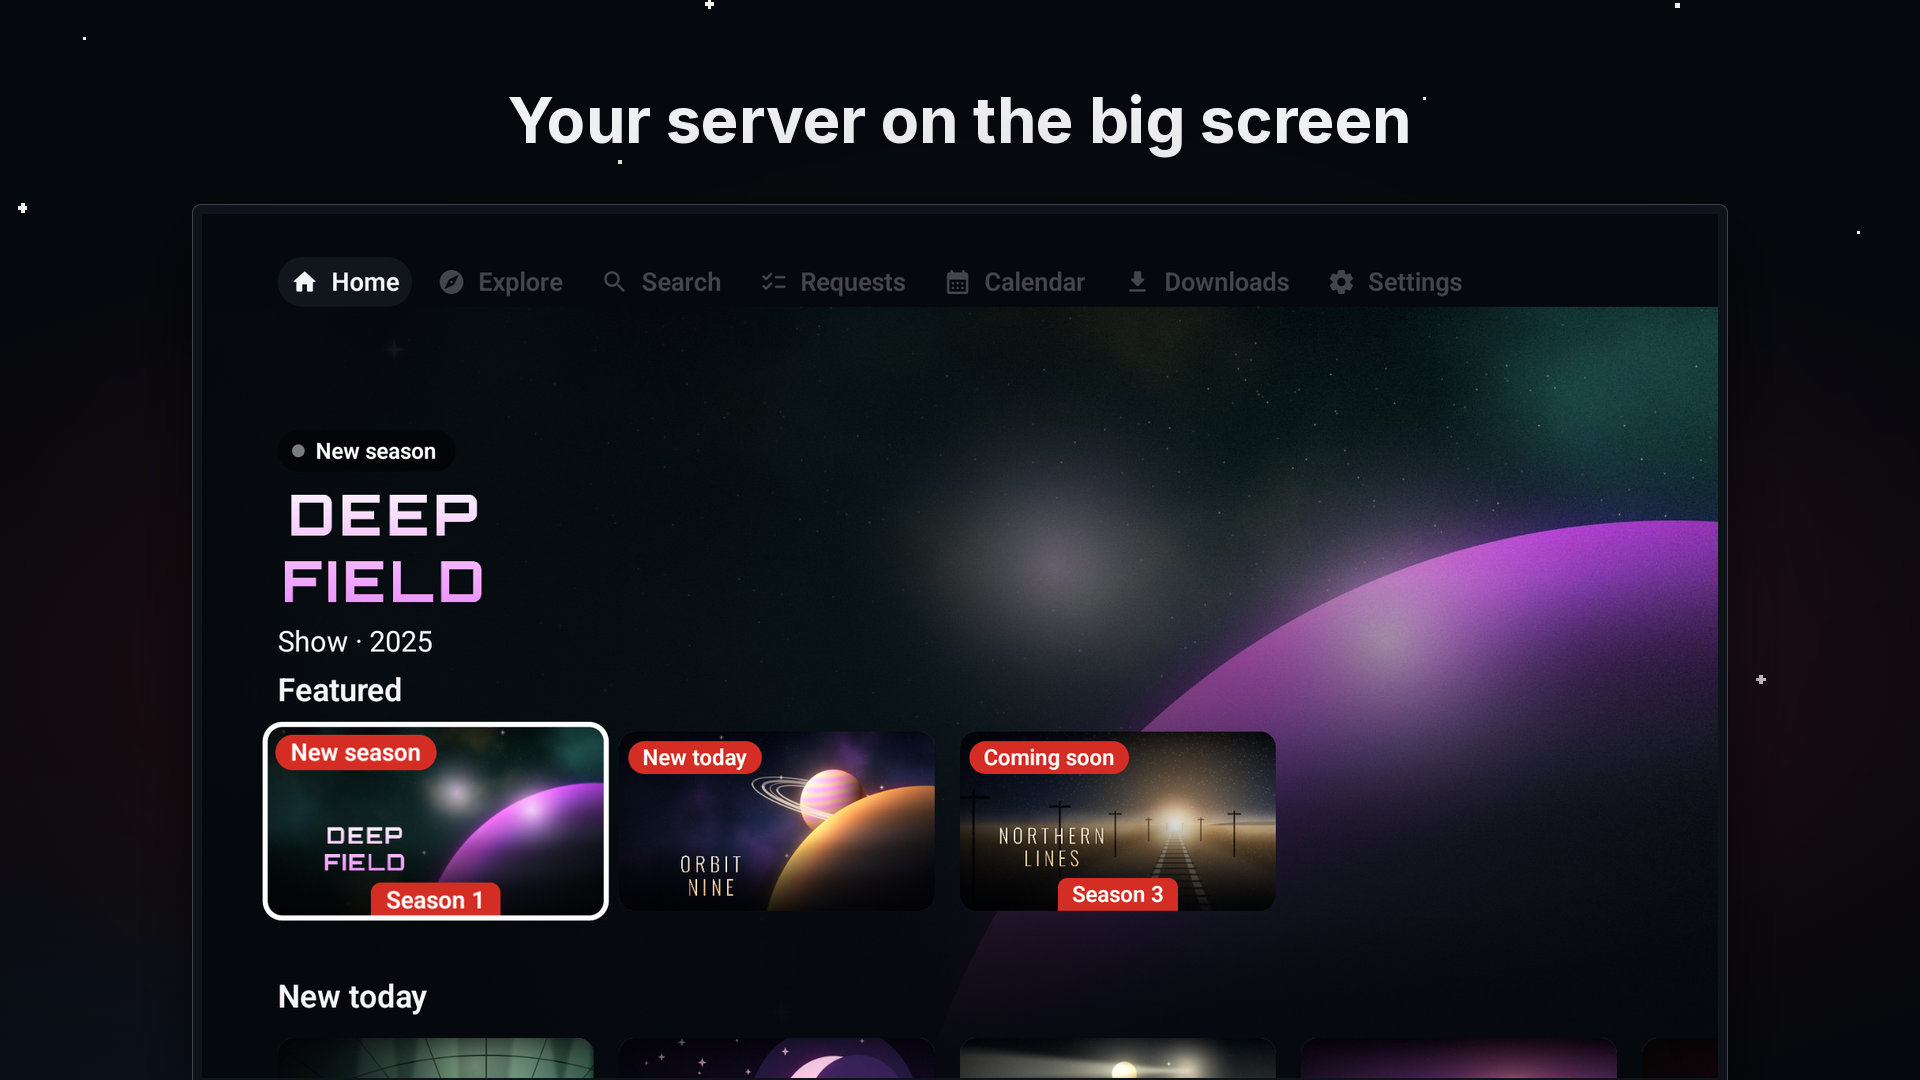 Your server on the big screen
Home Explore Search Requests Calendar Downloads Settings
New season
DEEP
FIELD
Show · 2025
Featured
New season
DEEP
FIELD
Season 1
New today
ORBIT
NINE
Coming soon
NORTHERN
LINES
Season 3
New today